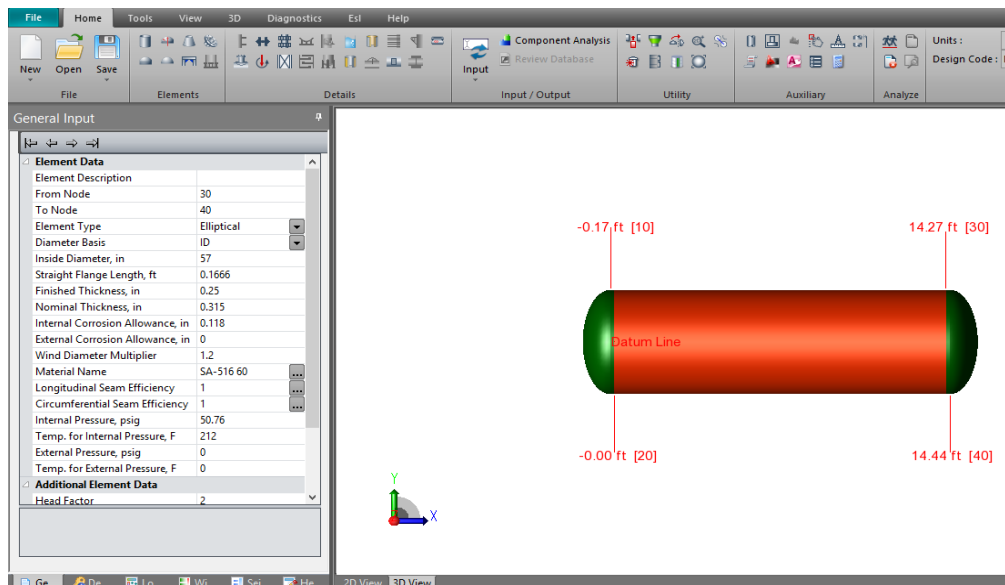 File Home Tools View 3D Diagnostics Esl Help
New Open Save Input Component Analysis Units :
Review Database Design Code :
File Elements Details Input / Output Utility Auxiliary Analyze
General Input
Element Data
Element Description
From Node 30
To Node 40
Element Type Elliptical
Diameter Basis ID
Inside Diameter, in 57
Straight Flange Length, ft 0.1666
Finished Thickness, in 0.25
Nominal Thickness, in 0.315
Internal Corrosion Allowance, in 0.118
External Corrosion Allowance, in 0
Wind Diameter Multiplier 1.2
Material Name SA-516 60
Longitudinal Seam Efficiency 1
Circumferential Seam Efficiency 1
Internal Pressure, psig 50.76
Temp. for Internal Pressure, F 212
External Pressure, psig 0
Temp. for External Pressure, F 0
Additional Element Data
Head Factor 2
-0.17 ft [10] 14.27 ft [30]
Datum Line
-0.00 ft [20] 14.44 ft [40]
Y
X
2D View 3D View